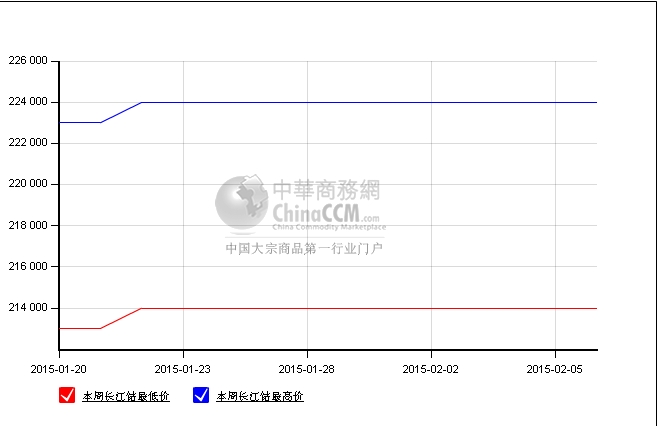 226 000
224 000
222 000
220 000
218 000
216 000
214 000
中華商務網
ChinaCCM.com
China Commodity Marketplace
中国大宗商品第一行业门户
2015-01-20 2015-01-23 2015-01-28 2015-02-02 2015-02-05
本周长江储最低价 本周长江储最高价